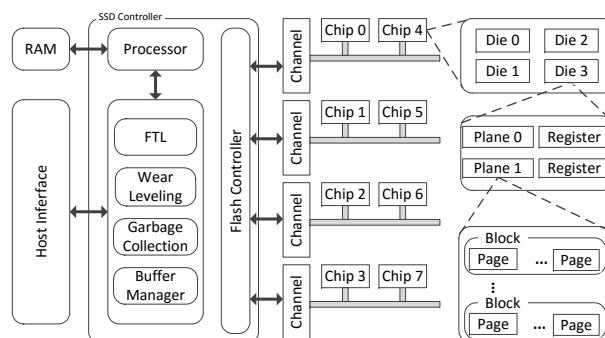 SSD Controller
RAM
Processor
Host Inferface
FTL
Wear
Leveling
Garbage
Collection
Buffer
Manager
Flash Controller
Channel
Chip 0
Chip 4
Channel
Chip 1
Chip 5
Channel
Chip 2
Chip 6
Channel
Chip 3
Chip 7
Die 0
Die 2
Die 1
Die 3
Plane 0
Register
Plane 1
Register
Block
Page ... Page
...
Block
Page ... Page